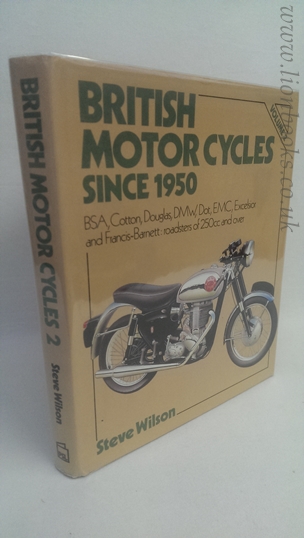 BRITISH
MOTOR CYCLES
SINCE 1950
BSA, Cotton, Douglas, DMW, Dot, EMC, Excelsior
and Francis-Barnett: roadsters of 250cc and over
Steve Wilson
BRITISH MOTOR CYCLES 2
Steve Wilson
www.lionbooks.co.uk